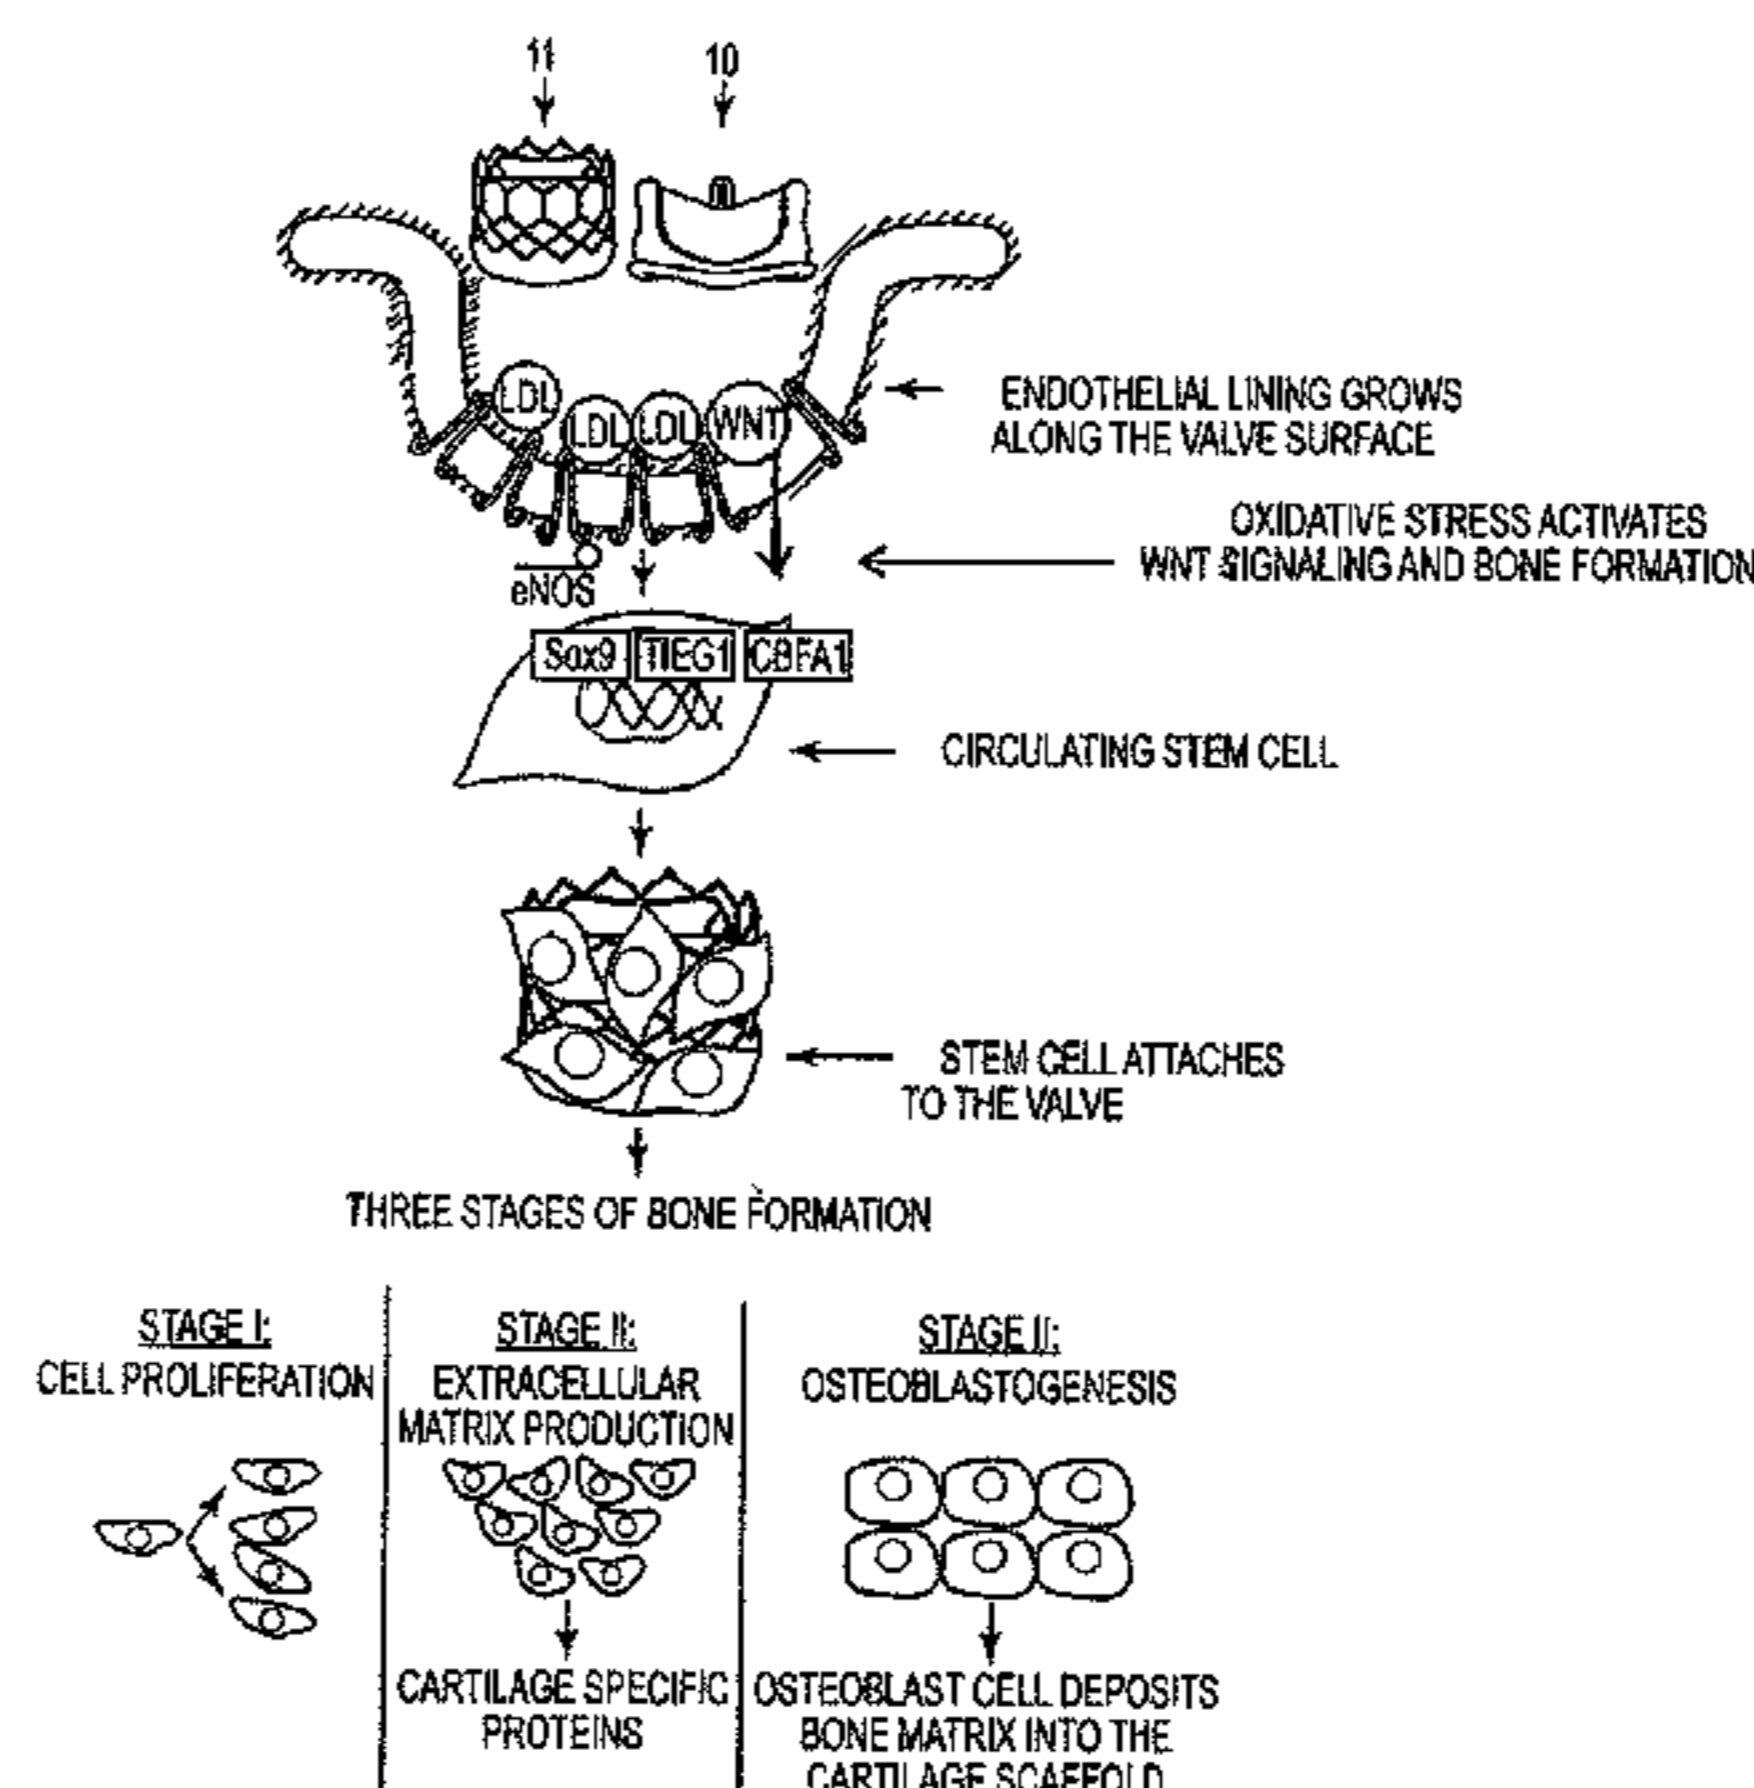 11
10
LDL
LDL
LDL
WNT
ENDOTHELIAL LINING GROWS
ALONG THE VALVE SURFACE
OXIDATIVE STRESS ACTIVATES
WNT SIGNALING AND BONE FORMATION
eNOS
Sox9
TIEG1
CBFA1
CIRCULATING STEM CELL
STEM CELL ATTACHES
TO THE VALVE
THREE STAGES OF BONE FORMATION
STAGE I:
CELL PROLIFERATION
STAGE II:
EXTRACELLULAR
MATRIX PRODUCTION
CARTILAGE SPECIFIC
PROTEINS
STAGE II:
OSTEOBLASTOGENESIS
OSTEOBLAST CELL DEPOSITS
BONE MATRIX INTO THE
CARTILAGE SCAFFOLD